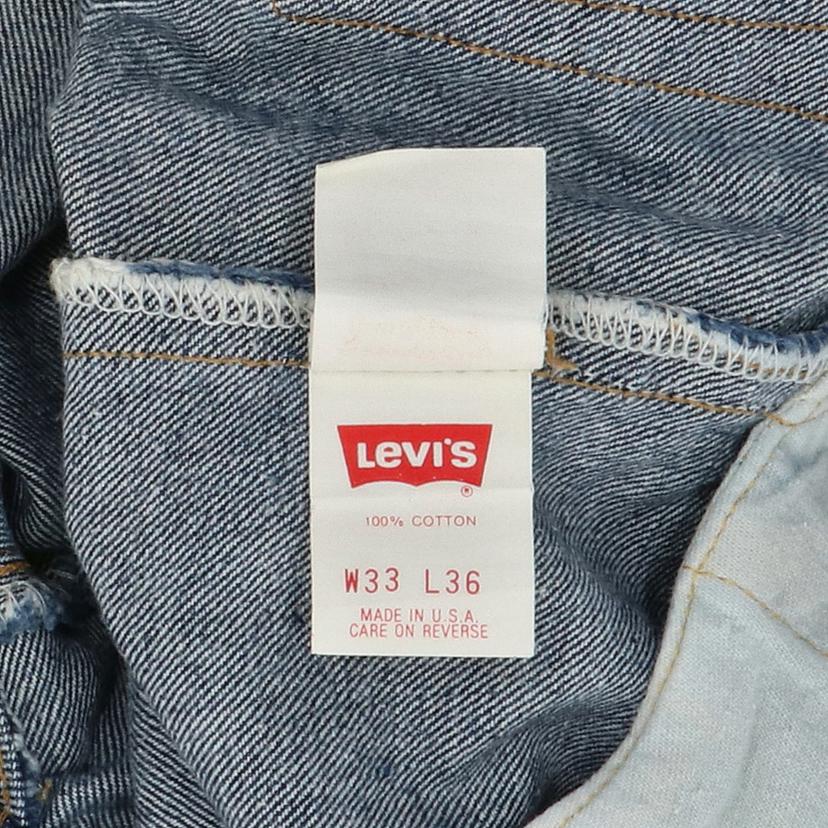 Levi's
®
100% COTTON
W33 L36
MADE IN U.S.A.
CARE ON REVERSE